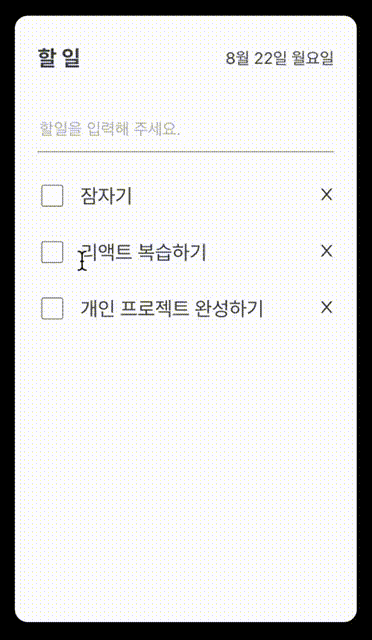 할 일 8월 22일 월요일
할일을 입력해 주세요.
잠자기 X
리액트 복습하기 X
개인 프로젝트 완성하기 X